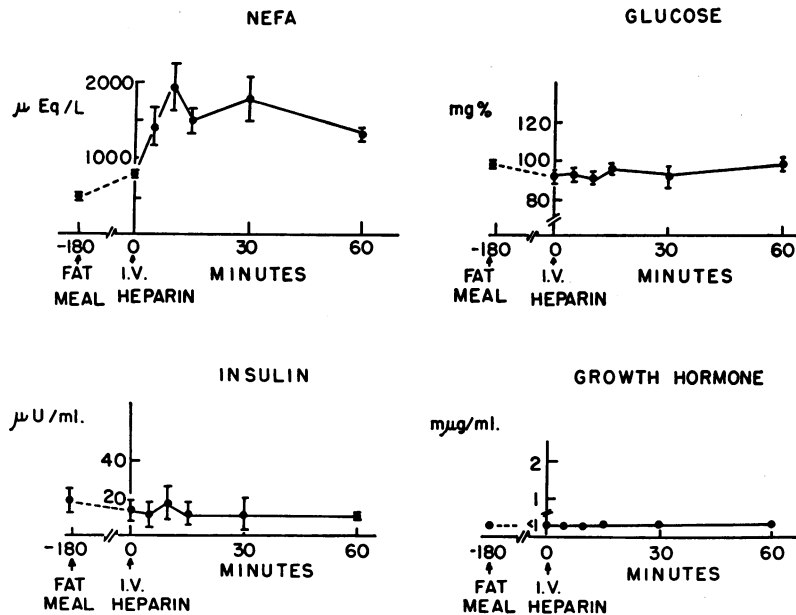 NEFA
μ Eq/L
2000
1000
-180
0
30
60
FAT
MEAL
I.V.
HEPARIN
MINUTES
GLUCOSE
mg%
120
100
80
-180
0
30
60
FAT
MEAL
I.V.
HEPARIN
MINUTES
INSULIN
μU/ml.
40
20
-180
0
30
60
FAT
MEAL
I.V.
HEPARIN
MINUTES
GROWTH HORMONE
mμg/ml.
2
1
<1
-180
0
30
60
FAT
MEAL
I.V.
HEPARIN
MINUTES